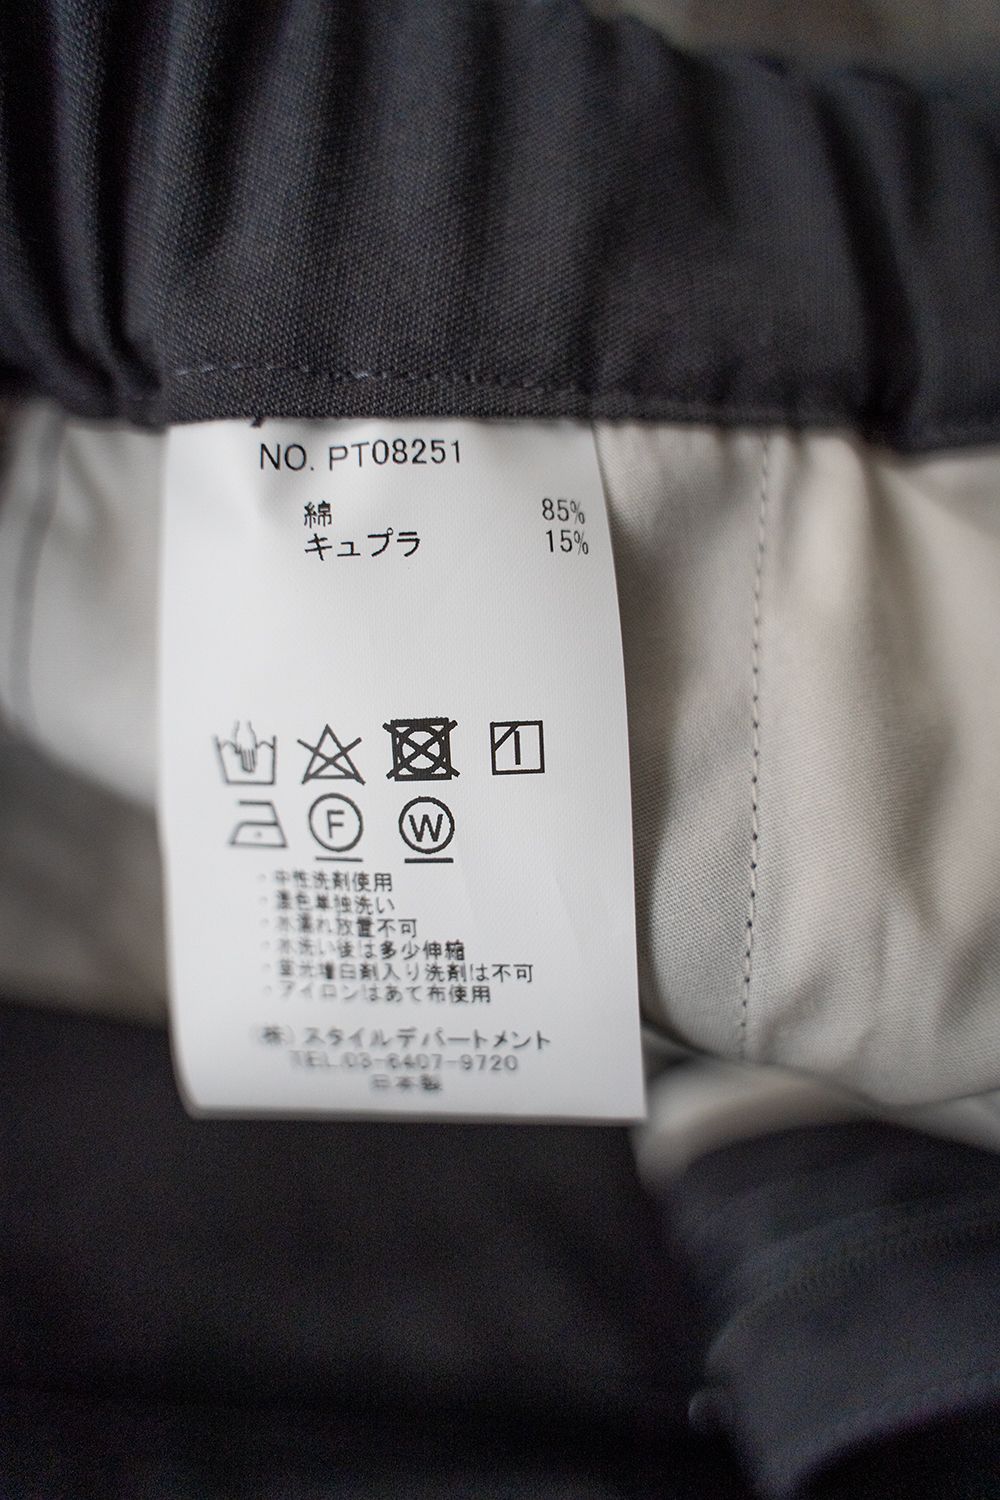 NO. PT08251
綿 85%
キュプラ 15%
F W
・中性洗剤使用
・濃色単独洗い
・水濡れ放置不可
・水洗い後は多少伸縮
・蛍光増白剤入り洗剤は不可
・アイロンはあて布使用
(株)スタイルデパートメント
TEL.03-6407-9720
日本製